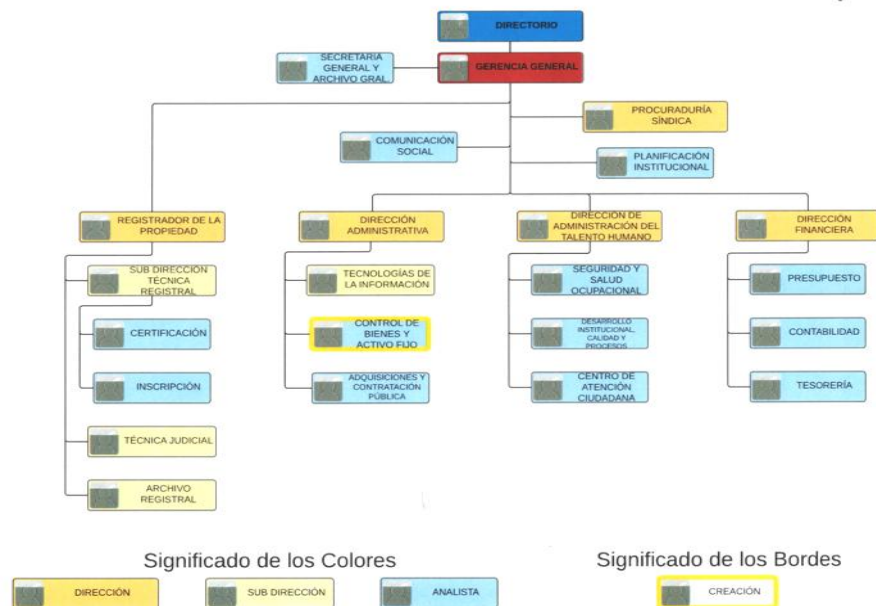 DIRECTORIO
SECRETARIA
GENERAL Y
ARCHIVO GRAL.
GERENCIA GENERAL
PROCURADURÍA
SÍNDICA
COMUNICACIÓN
SOCIAL
PLANIFICACIÓN
INSTITUCIONAL
REGISTRADOR DE LA
PROPIEDAD
DIRECCIÓN
ADMINISTRATIVA
DIRECCIÓN DE
ADMINISTRACIÓN DEL
TALENTO HUMANO
DIRECCIÓN
FINANCIERA
SUB DIRECCIÓN
TÉCNICA
REGISTRAL
TECNOLOGÍAS DE
LA INFORMACIÓN
SEGURIDAD Y
SALUD
OCUPACIONAL
PRESUPUESTO
CERTIFICACIÓN
CONTROL DE
BIENES Y
ACTIVO FIJO
DESARROLLO
INSTITUCIONAL,
CALIDAD Y
PROCESOS
CONTABILIDAD
INSCRIPCIÓN
ADQUISICIONES Y
CONTRATACIÓN
PÚBLICA
CENTRO DE
ATENCIÓN
CIUDADANA
TESORERÍA
TÉCNICA JUDICIAL
ARCHIVO
REGISTRAL
Significado de los Colores
Significado de los Bordes
DIRECCIÓN
SUB DIRECCIÓN
ANALISTA
CREACIÓN